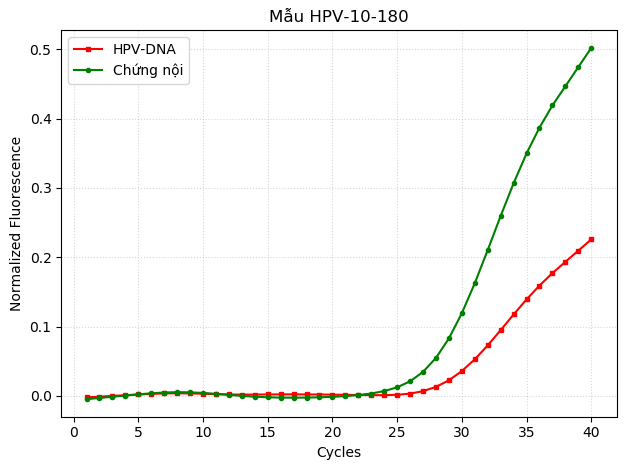 Mẫu HPV-10-180
HPV-DNA
Chứng nội
Normalized Fluorescence
0.5
0.4
0.3
0.2
0.1
0.0
0 5 10 15 20 25 30 35 40
Cycles